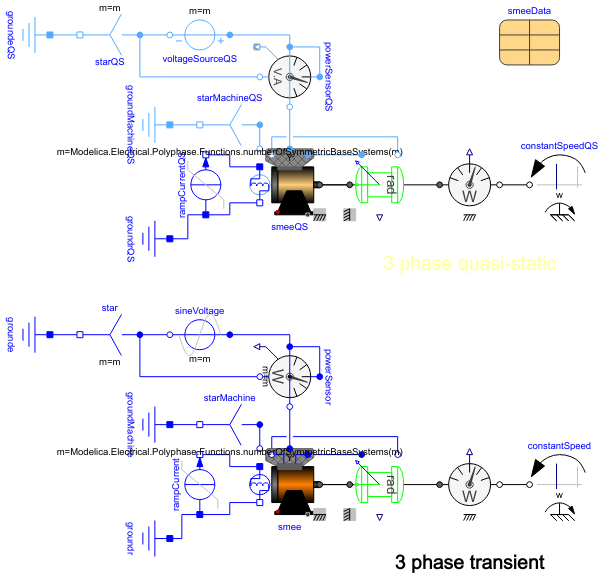 smeeData
m=m
m=m
groundeQS
starQS
voltageSourceQS
powerSensorQS
V.A
starMachineQS
groundMachineQS
constantSpeedQS
m=Modelica.Electrical.Polyphase.Functions.numberOfSymmetricBaseSystems(m)
rampCurrentQS
rad
W
w
smeeQS
groundrQS
3 phase quasi-static
star
sineVoltage
grounde
m=m
m=m
powerSensor
W
m=m
starMachine
groundMachine
constantSpeed
m=Modelica.Electrical.Polyphase.Functions.numberOfSymmetricBaseSystems(m)
rampCurrent
rad
W
w
smee
groundr
3 phase transient